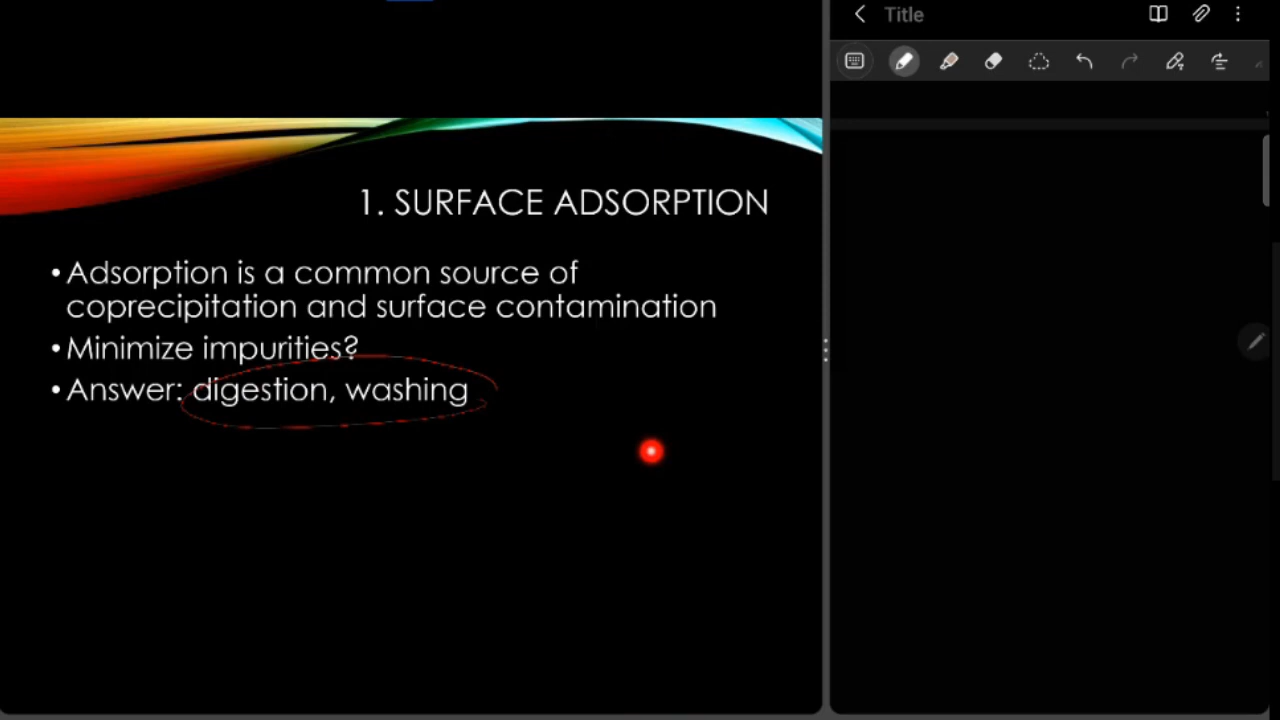 Title
1. SURFACE ADSORPTION
• Adsorption is a common source of
coprecipitation and surface contamination
• Minimize impurities?
• Answer: digestion, washing